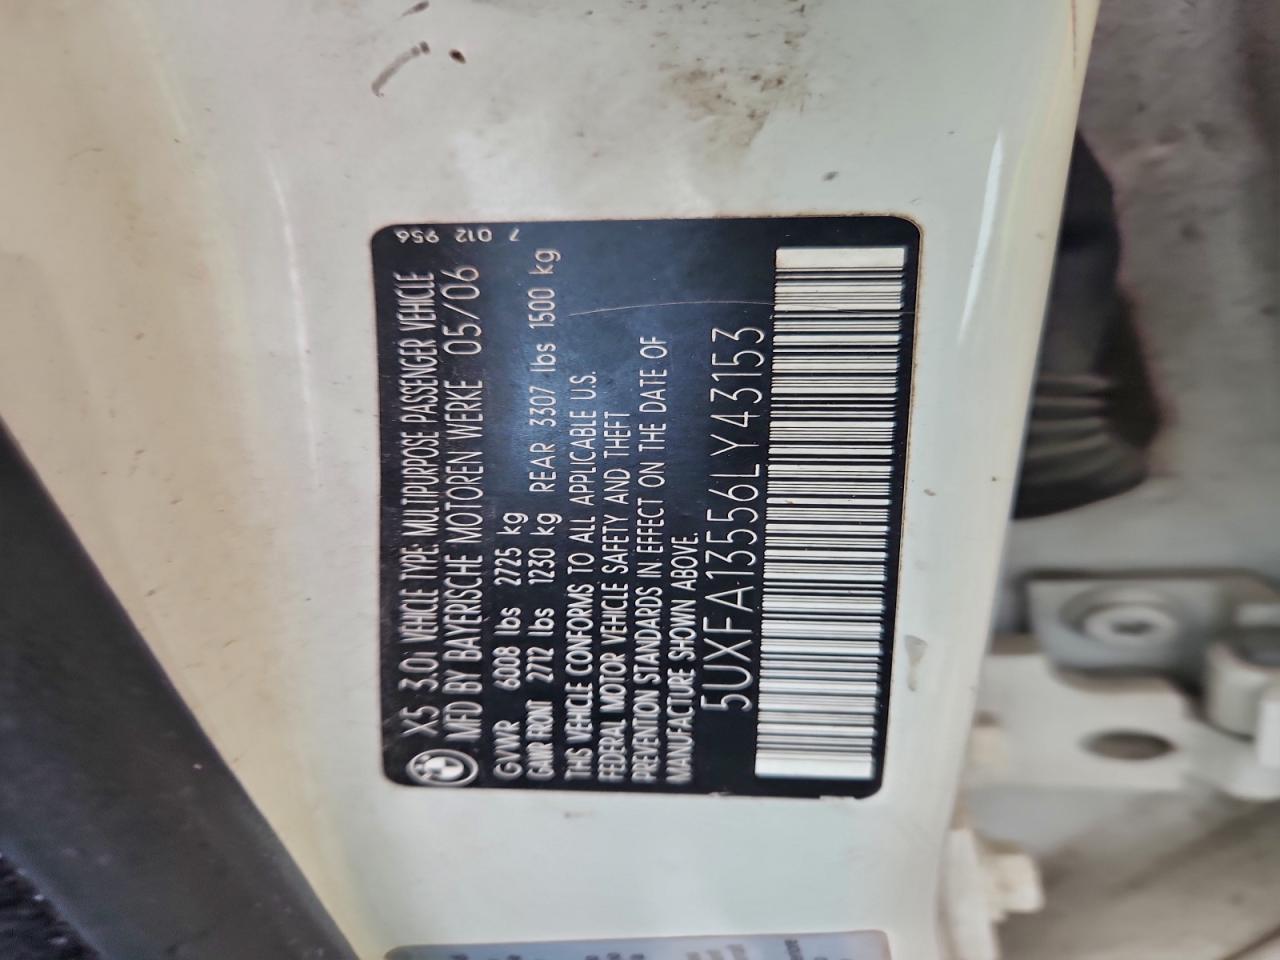 7 012 956
X5 3.0i VEHICLE TYPE: MULTIPURPOSE PASSENGER VEHICLE
MFD BY BAYERISCHE MOTOREN WERKE 05/06
GVWR 6008 lbs 2725 kg
GAWR FRONT 2712 lbs 1230 kg REAR 3307 lbs 1500 kg
THIS VEHICLE CONFORMS TO ALL APPLICABLE U.S.
FEDERAL MOTOR VEHICLE SAFETY AND THEFT
PREVENTION STANDARDS IN EFFECT ON THE DATE OF
MANUFACTURE SHOWN ABOVE.
5UXFA13556LY43153